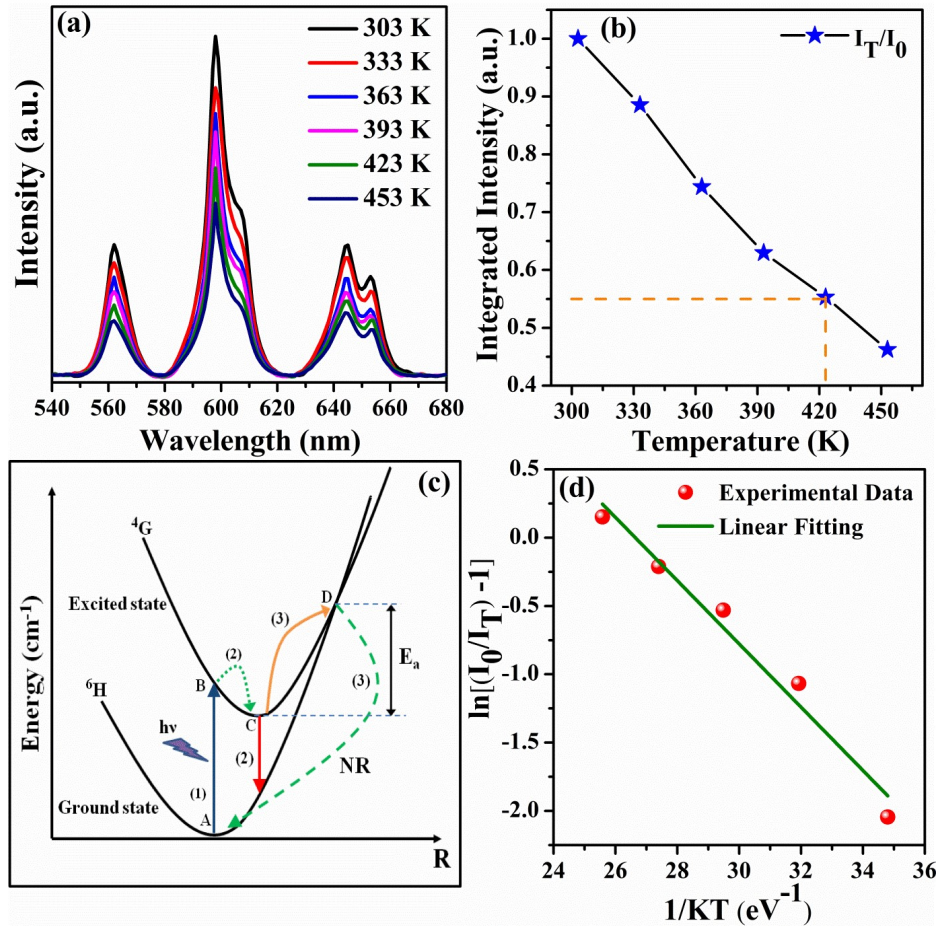 (a)
303 K
333 K
363 K
393 K
423 K
453 K
Intensity (a.u.)
540 560 580 600 620 640 660 680
Wavelength (nm)
(b)
I_T/I_0
Integrated Intensity (a.u.)
1.0
0.9
0.8
0.7
0.6
0.5
0.4
300 330 360 390 420 450
Temperature (K)
(c)
Energy (cm⁻¹)
⁴G
Excited state
D
(3)
E_a
(2)
B
(3)
⁶H
C
hν
(2)
NR
(1)
Ground state
A
R
(d)
Experimental Data
Linear Fitting
ln[(I_0/I_T) -1]
0.5
0.0
-0.5
-1.0
-1.5
-2.0
24 26 28 30 32 34 36
1/KT (eV⁻¹)